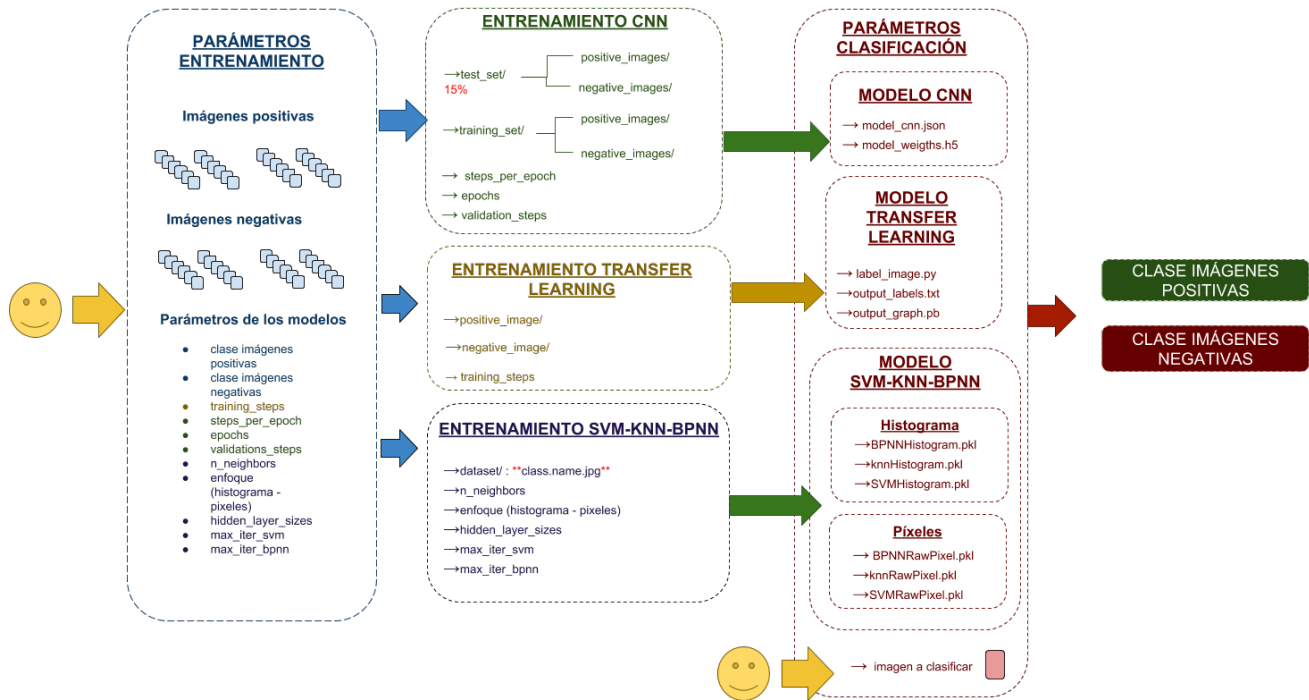 PARÁMETROS
ENTRENAMIENTO
Imágenes positivas
Imágenes negativas
Parámetros de los modelos
● clase imágenes
positivas
● clase imágenes
negativas
● training_steps
● steps_per_epoch
● epochs
● validations_steps
● n_neighbors
● enfoque
(histograma -
pixeles)
● hidden_layer_sizes
● max_iter_svm
● max_iter_bpnn
ENTRENAMIENTO CNN
→test_set/
15%
positive_images/
negative_images/
→training_set/
positive_images/
negative_images/
→ steps_per_epoch
→epochs
→validation_steps
ENTRENAMIENTO TRANSFER
LEARNING
→positive_image/
→negative_image/
→ training_steps
ENTRENAMIENTO SVM-KNN-BPNN
→dataset/ : **class.name.jpg**
→n_neighbors
→enfoque (histograma - pixeles)
→hidden_layer_sizes
→max_iter_svm
→max_iter_bpnn
PARÁMETROS
CLASIFICACIÓN
MODELO CNN
→ model_cnn.json
→ model_weigths.h5
MODELO
TRANSFER
LEARNING
→label_image.py
→output_labels.txt
→output_graph.pb
MODELO
SVM-KNN-BPNN
Histograma
→BPNNHistogram.pkl
→knnHistogram.pkl
→SVMHistogram.pkl
Píxeles
→ BPNNRawPixel.pkl
→knnRawPixel.pkl
→SVMRawPixel.pkl
→ imagen a clasificar
CLASE IMÁGENES
POSITIVAS
CLASE IMÁGENES
NEGATIVAS